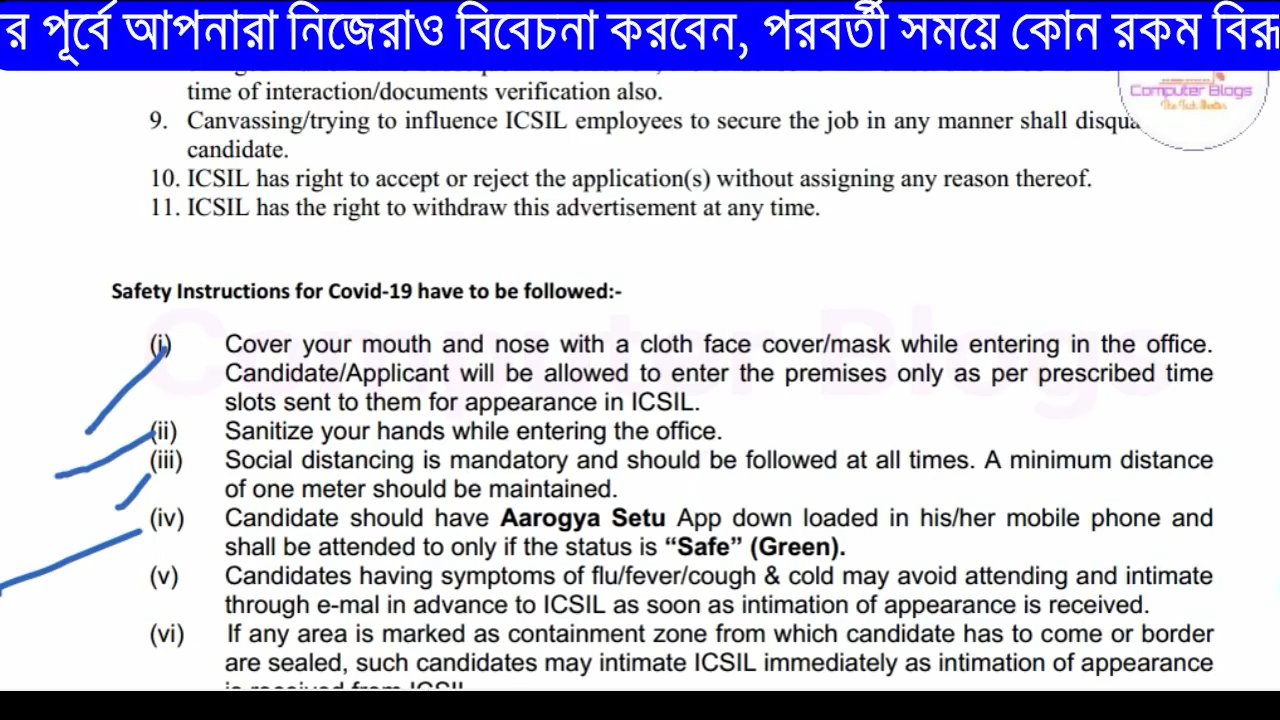 র পূর্বে আপনারা নিজেরাও বিবেচনা করবেন, পরবর্তী সময়ে কোন রকম বিরূ
time of interaction/documents verification also.
Computer Blogs
The Tech Master
9. Canvassing/trying to influence ICSIL employees to secure the job in any manner shall disqua
candidate.
10. ICSIL has right to accept or reject the application(s) without assigning any reason thereof.
11. ICSIL has the right to withdraw this advertisement at any time.
Safety Instructions for Covid-19 have to be followed:-
Computer Blogs
(i) Cover your mouth and nose with a cloth face cover/mask while entering in the office.
Candidate/Applicant will be allowed to enter the premises only as per prescribed time
slots sent to them for appearance in ICSIL.
(ii) Sanitize your hands while entering the office.
(iii) Social distancing is mandatory and should be followed at all times. A minimum distance
of one meter should be maintained.
(iv) Candidate should have Aarogya Setu App down loaded in his/her mobile phone and
shall be attended to only if the status is “Safe” (Green).
(v) Candidates having symptoms of flu/fever/cough & cold may avoid attending and intimate
through e-mal in advance to ICSIL as soon as intimation of appearance is received.
(vi) If any area is marked as containment zone from which candidate has to come or border
are sealed, such candidates may intimate ICSIL immediately as intimation of appearance
is received from ICSIL